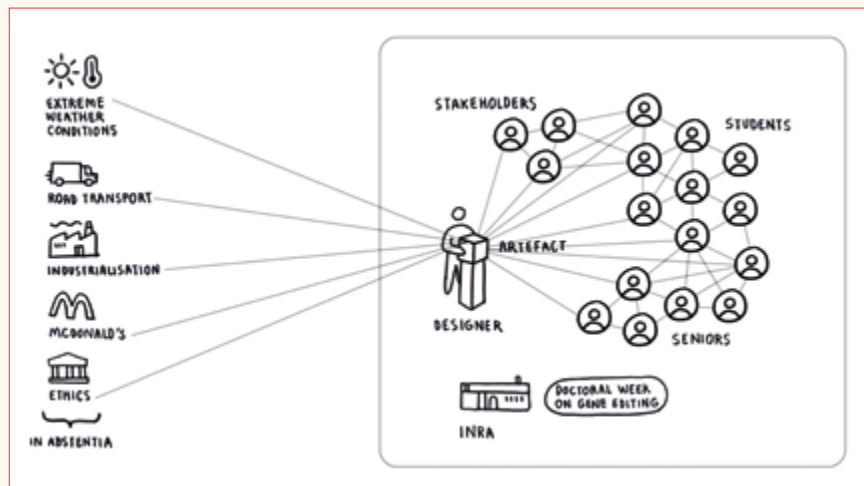 EXTREME
WEATHER
CONDITIONS
ROAD TRANSPORT
INDUSTRIALISATION
MCDONALD'S
ETHICS
IN ABSTENTIA
STAKEHOLDERS
STUDENTS
ARTEFACT
DESIGNER
SENIORS
INRA
DOCTORAL WEEK
ON GENE EDITING